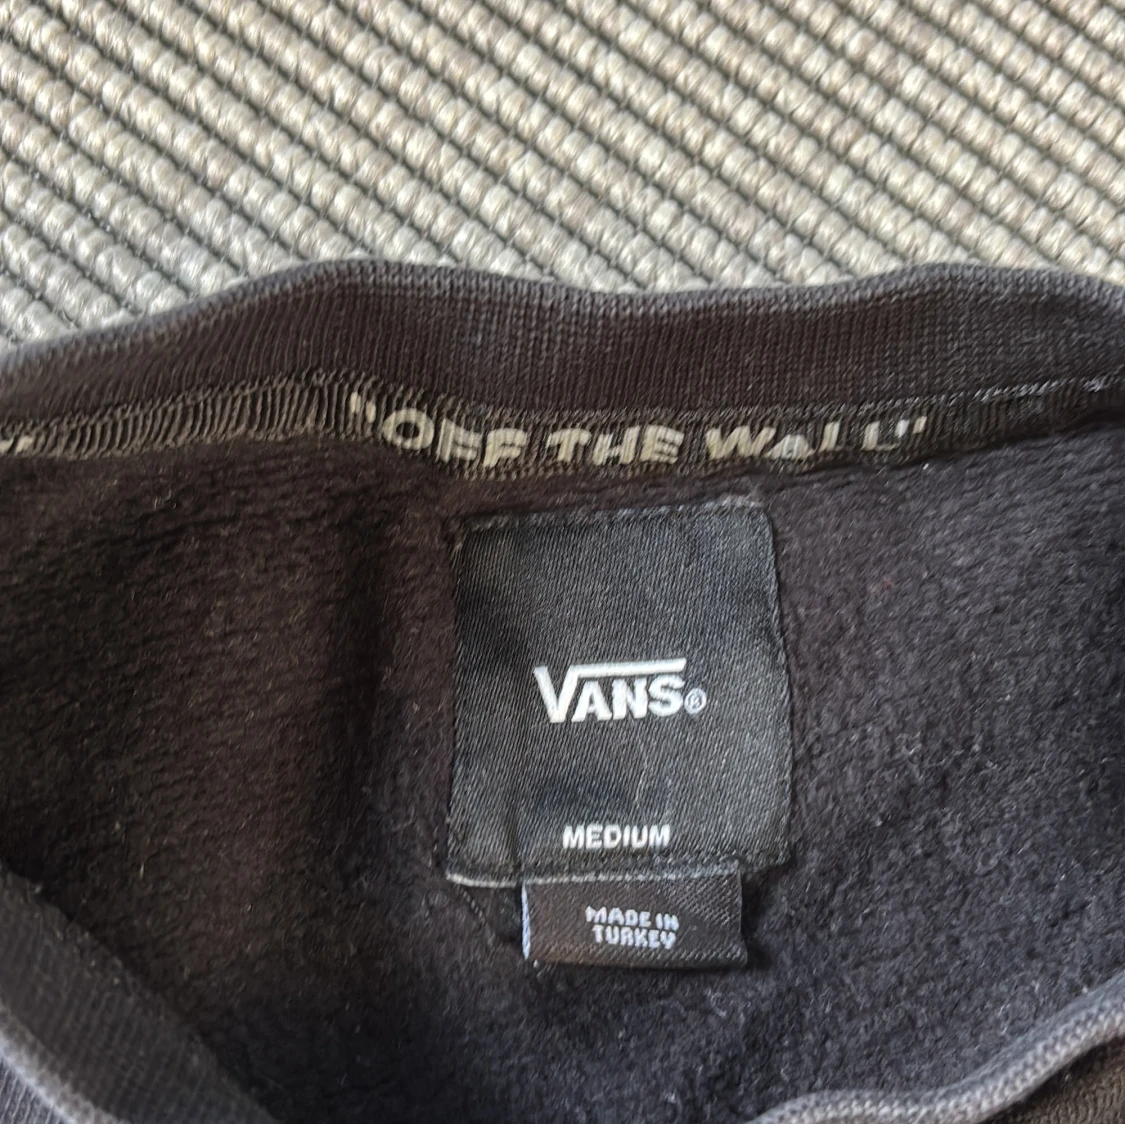 "OFF THE WALL"
VANS®
MEDIUM
MADE IN
TURKEY